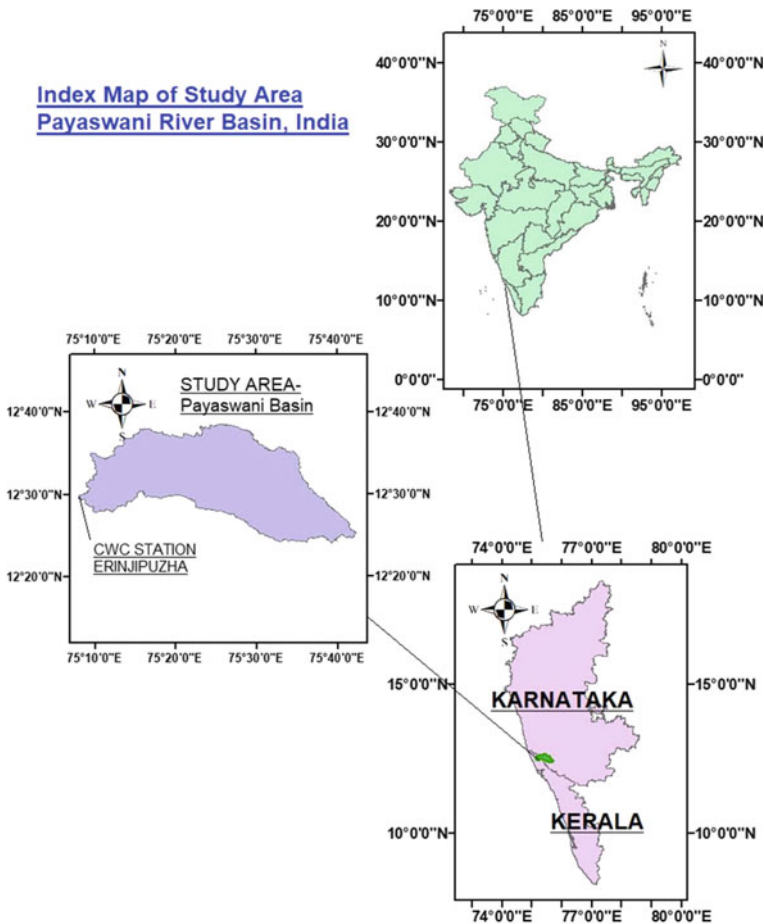 Index Map of Study Area
Payaswani River Basin, India
75°0'0"E 85°0'0"E 95°0'0"E
N
40°0'0"N 40°0'0"N
30°0'0"N 30°0'0"N
20°0'0"N 20°0'0"N
10°0'0"N 10°0'0"N
0°0'0" 0°0'0"
75°0'0"E 85°0'0"E 95°0'0"E
75°10'0"E 75°20'0"E 75°30'0"E 75°40'0"E
N
W E
S
STUDY AREA-
Payaswani Basin
12°40'0"N 12°40'0"N
12°30'0"N 12°30'0"N
CWC STATION
ERINJIPUZHA
12°20'0"N 12°20'0"N
75°10'0"E 75°20'0"E 75°30'0"E 75°40'0"E
74°0'0"E 77°0'0"E 80°0'0"E
N
W E
S
15°0'0"N 15°0'0"N
KARNATAKA
KERALA
10°0'0"N 10°0'0"N
74°0'0"E 77°0'0"E 80°0'0"E